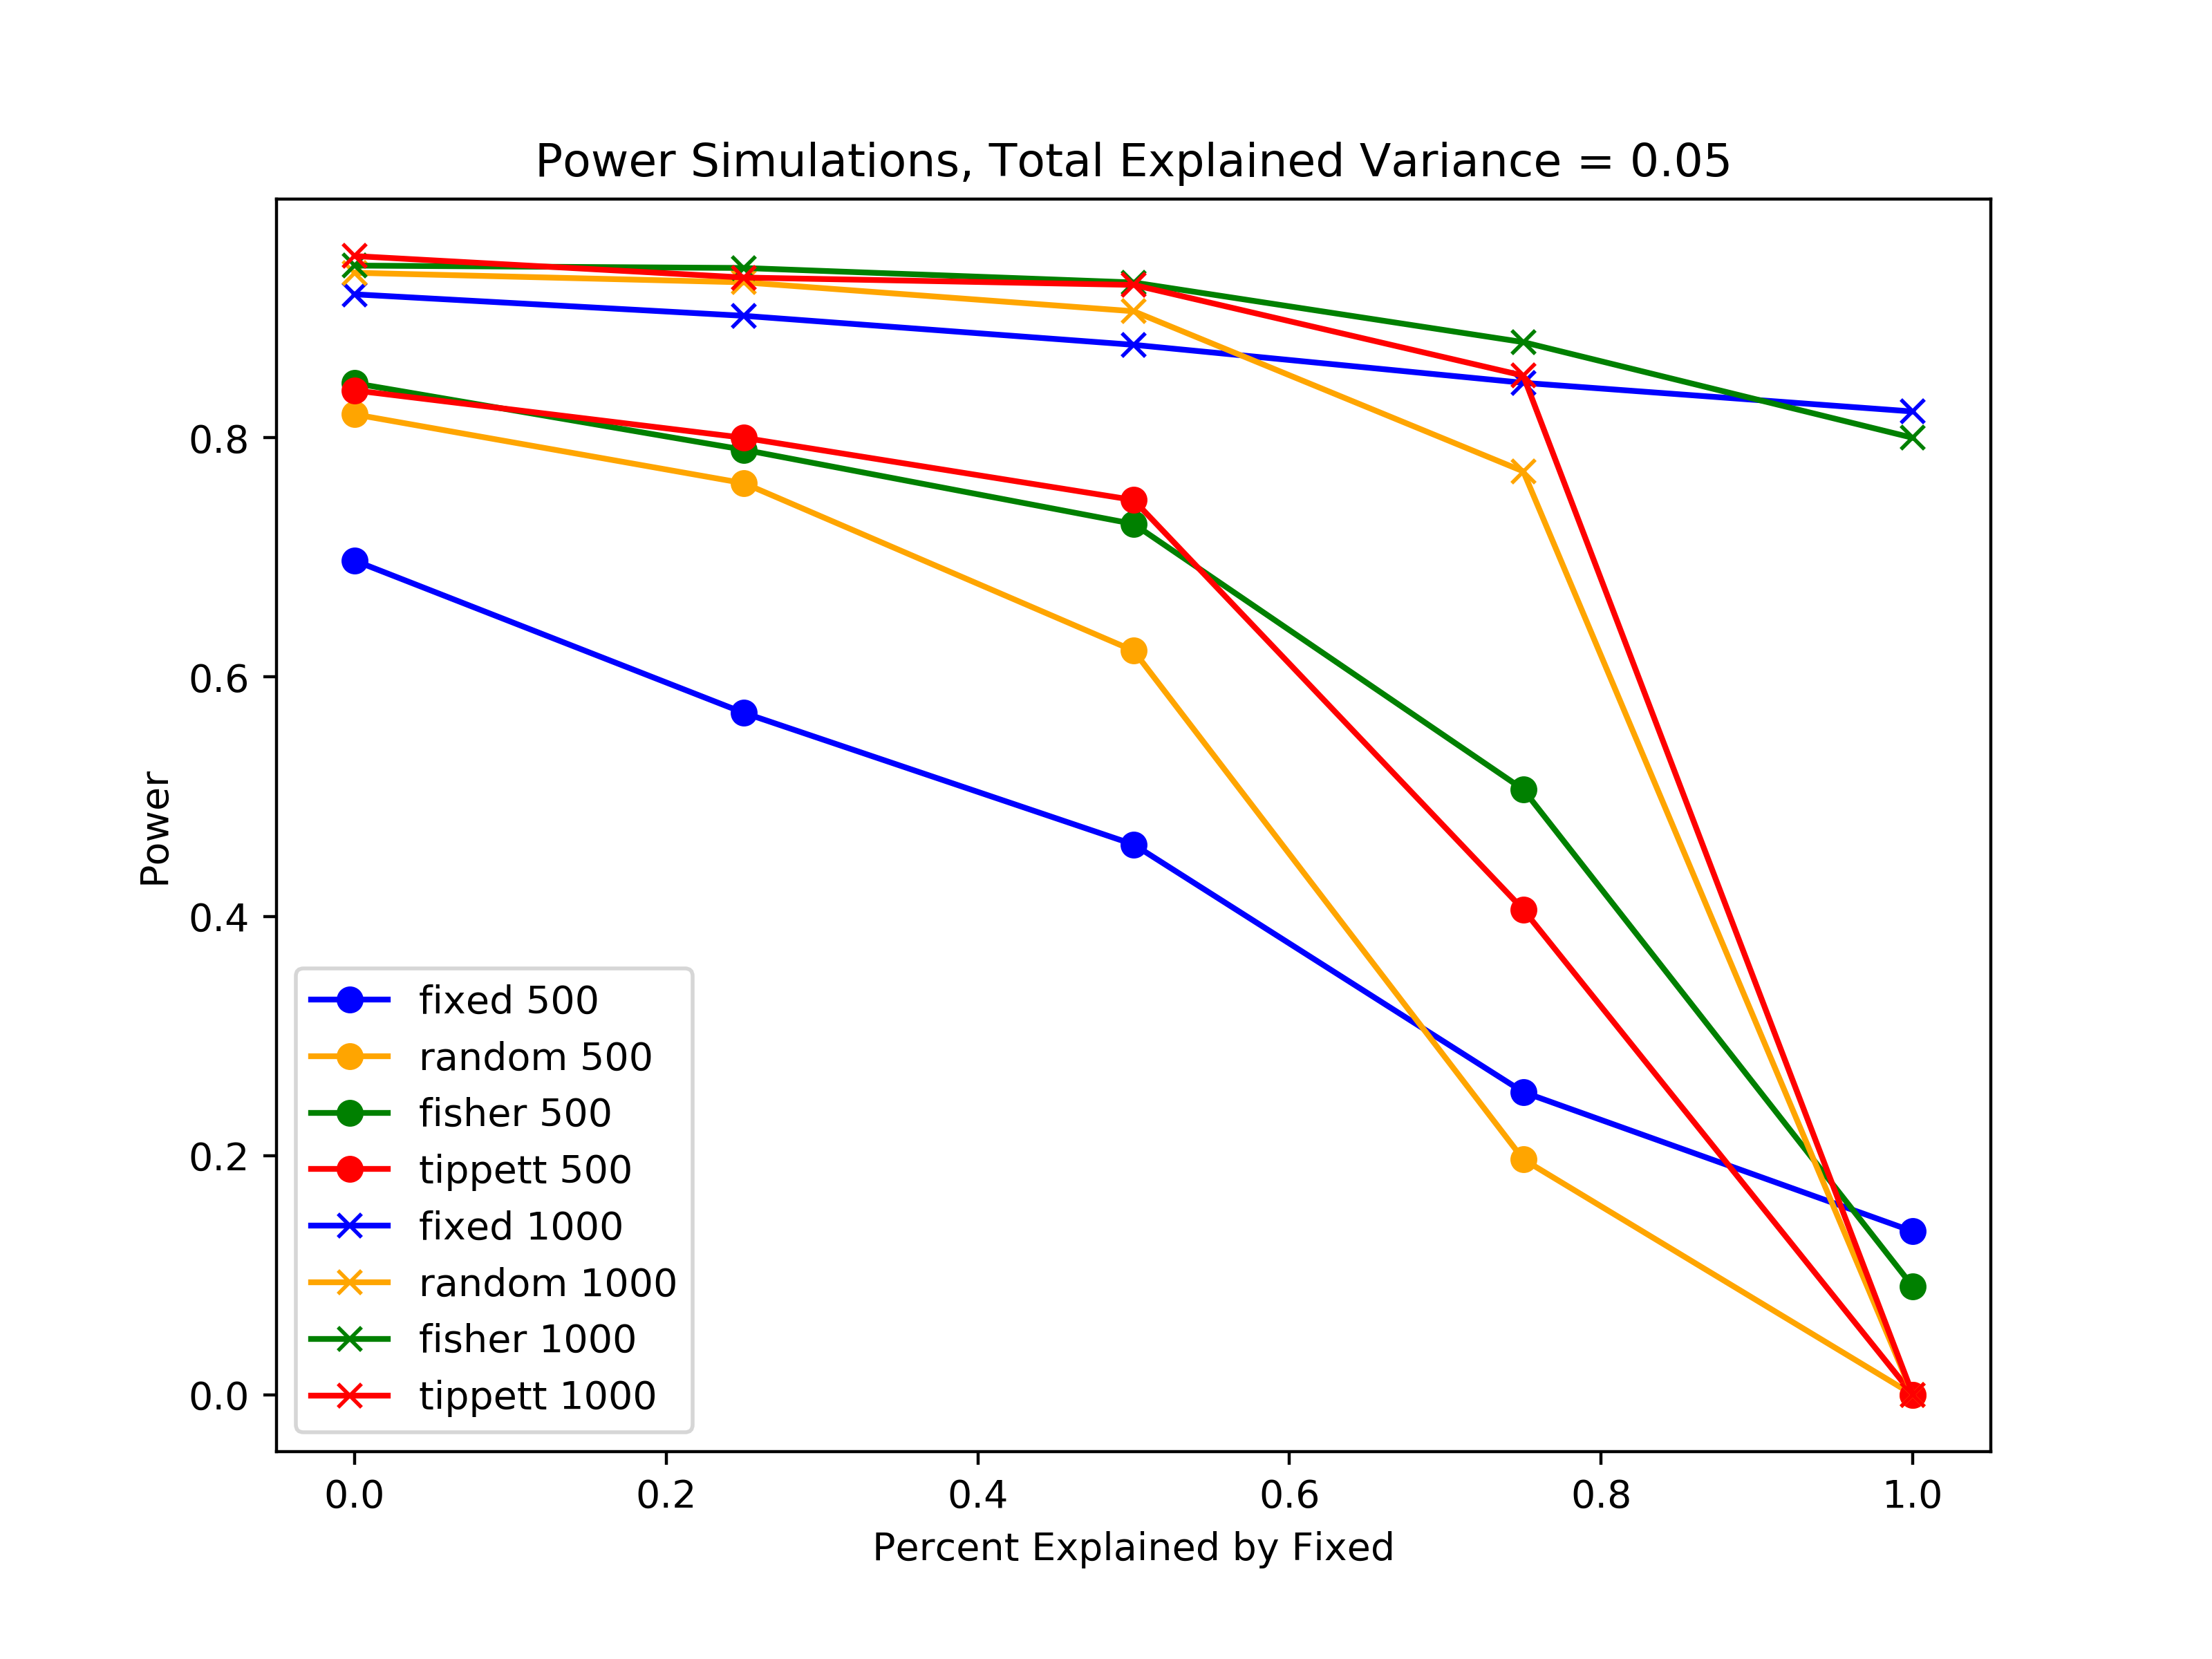 Power Simulations, Total Explained Variance = 0.05
Power
0.8
0.6
0.4
0.2
0.0
fixed 500
random 500
fisher 500
tippett 500
fixed 1000
random 1000
fisher 1000
tippett 1000
0.0 0.2 0.4 0.6 0.8 1.0
Percent Explained by Fixed